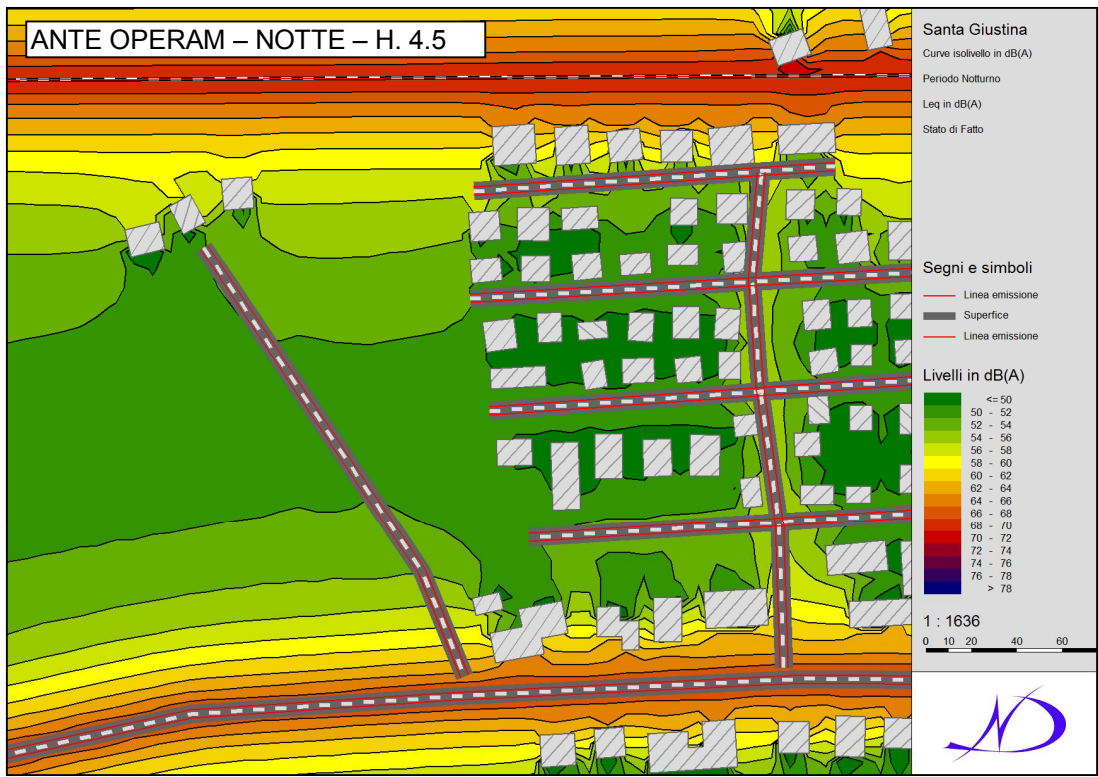 ANTE OPERAM – NOTTE – H. 4.5
Santa Giustina
Curve isolivello in dB(A)
Periodo Notturno
Leq in dB(A)
Stato di Fatto
Segni e simboli
Linea emissione
Superfice
Linea emissione
Livelli in dB(A)
<= 50
50 - 52
52 - 54
54 - 56
56 - 58
58 - 60
60 - 62
62 - 64
64 - 66
66 - 68
68 - 70
70 - 72
72 - 74
74 - 76
76 - 78
> 78
1 : 1636
0 10 20 40 60